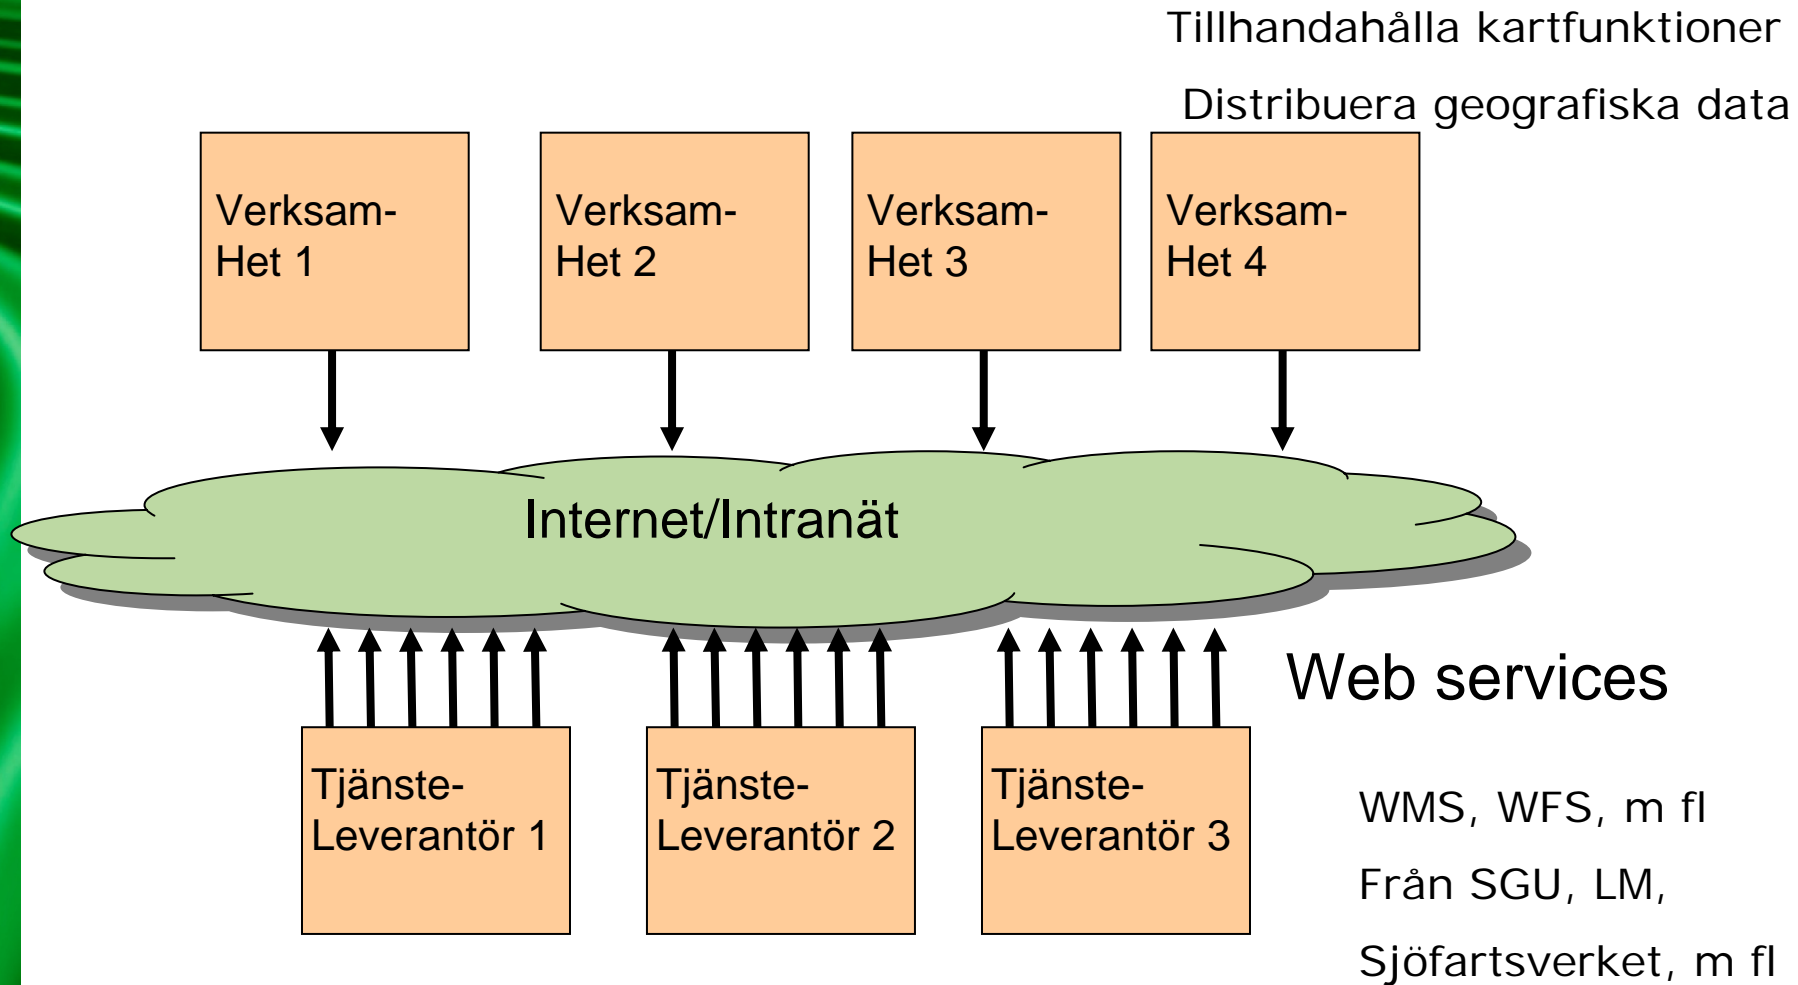 Tillhandahålla kartfunktioner
Distribuera geografiska data
Verksam-
Het 1
Verksam-
Het 2
Verksam-
Het 3
Verksam-
Het 4
Internet/Intranät
Web services
Tjänste-
Leverantör 1
Tjänste-
Leverantör 2
Tjänste-
Leverantör 3
WMS, WFS, m fl
Från SGU, LM,
Sjöfartsverket, m fl